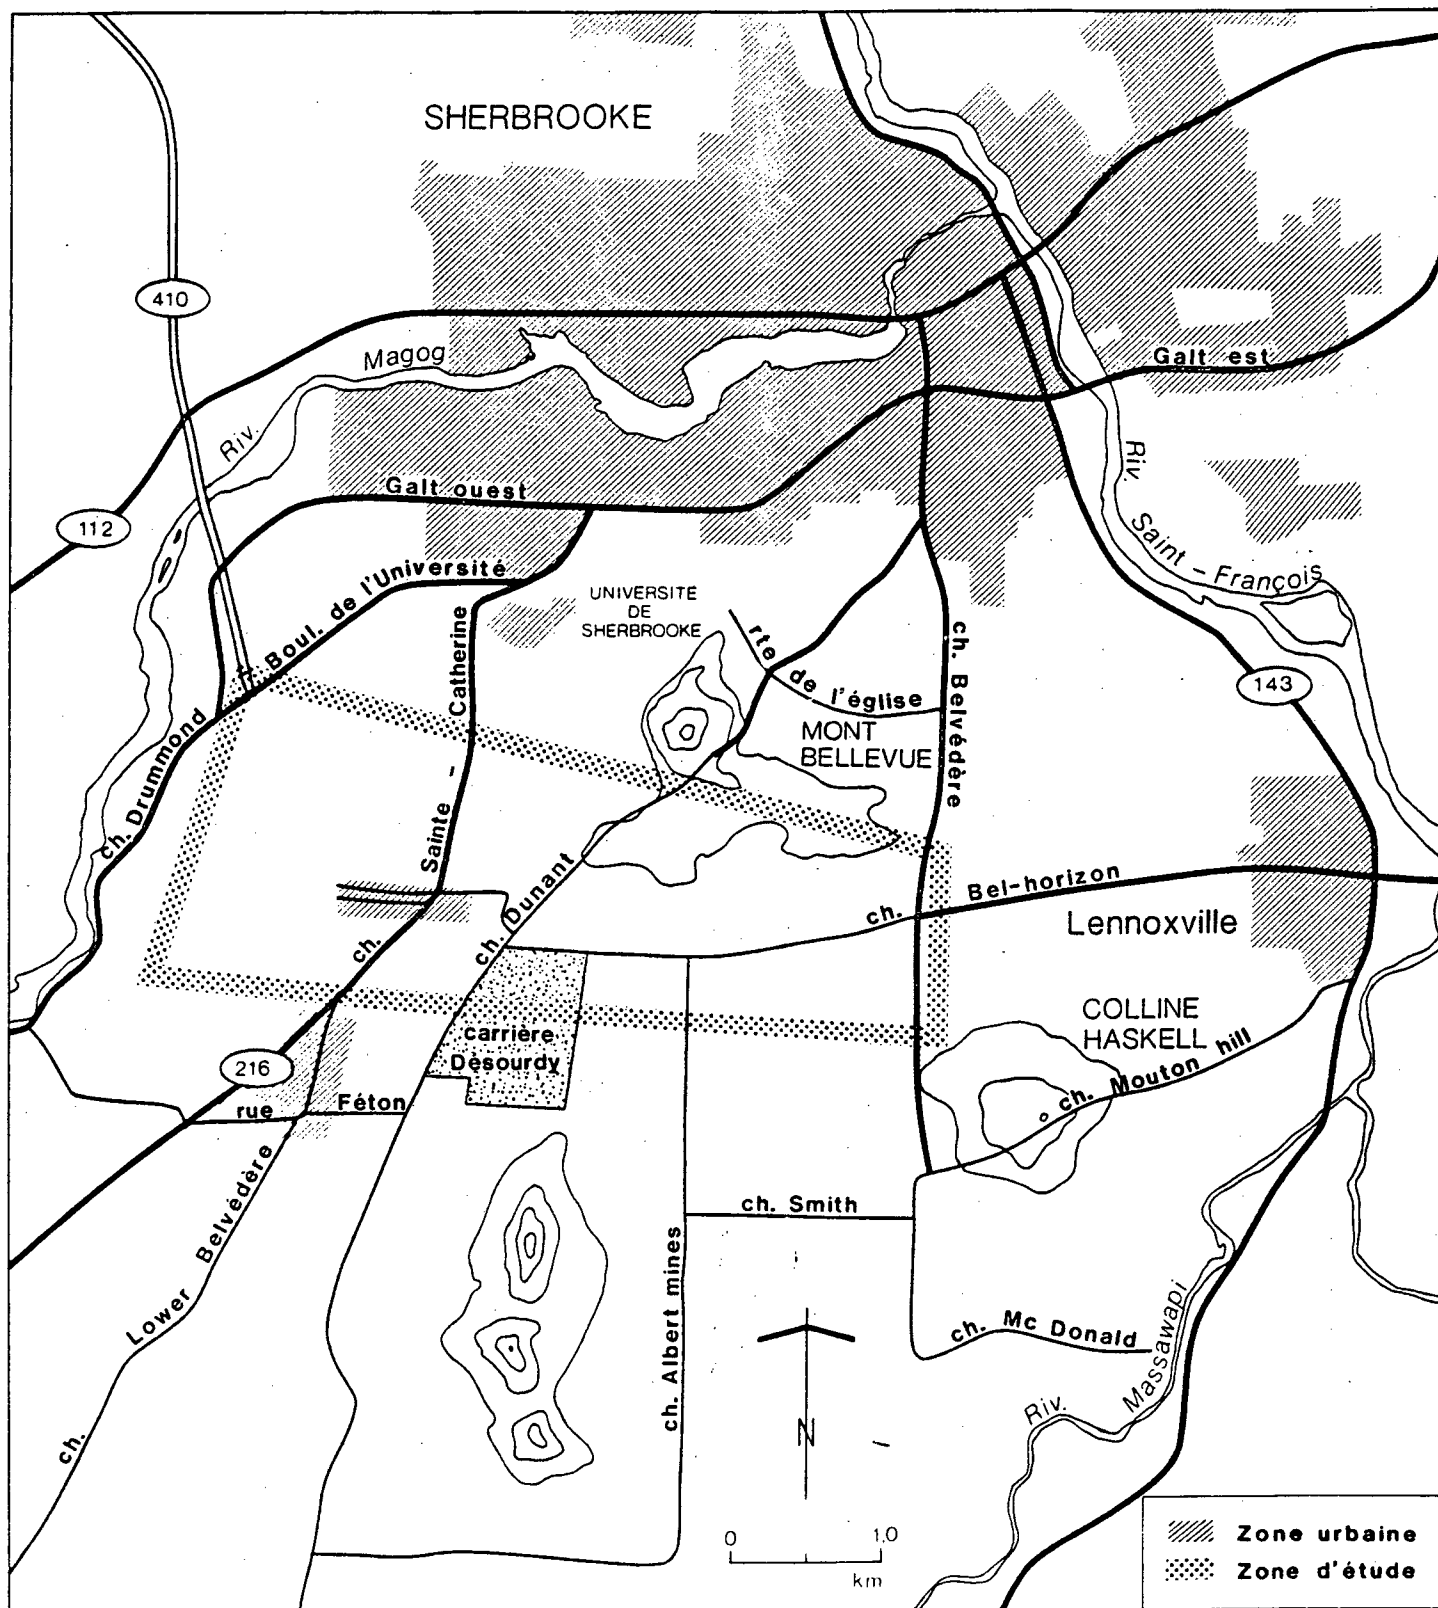 SHERBROOKE
410
Magog
Riv.
Galt est
Galt ouest
112
Riv.
Saint - François
Boul. de l'Université
UNIVERSITÉ
DE
SHERBROOKE
ch. Sainte - Catherine
rte de l'église
ch. Belvédère
143
ch. Drummond
MONT
BELLEVUE
ch. Dunant
ch. Bel-horizon
Lennoxville
carrière
Désourdy
COLLINE
HASKELL
216
ch. Mouton hill
rue Féton
ch. Lower Belvédère
ch. Smith
ch. Albert mines
ch. Mc Donald
Riv. Massawapi
N
0 1,0
km
Zone urbaine
Zone d'étude